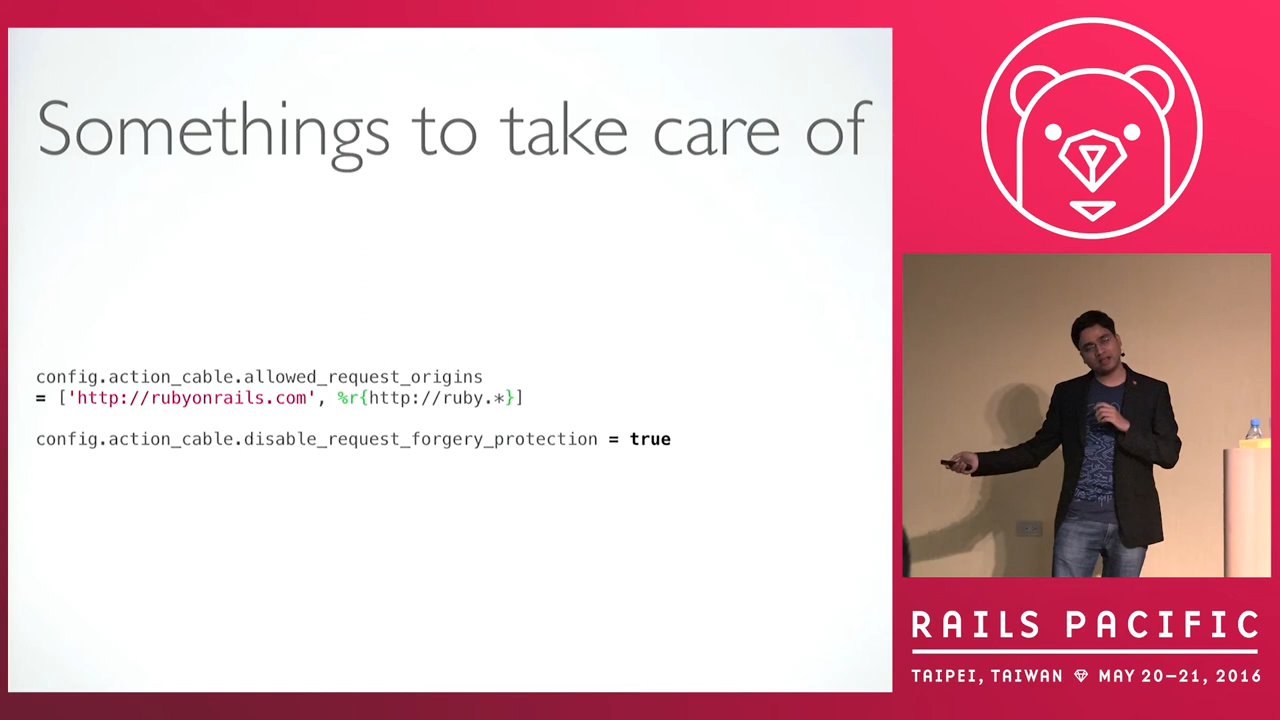 Somethings to take care of
config.action_cable.allowed_request_origins
= ['http://rubyonrails.com', %r{http://ruby.*}]
config.action_cable.disable_request_forgery_protection = true
RAILS PACIFIC
TAIPEI, TAIWAN MAY 20–21, 2016